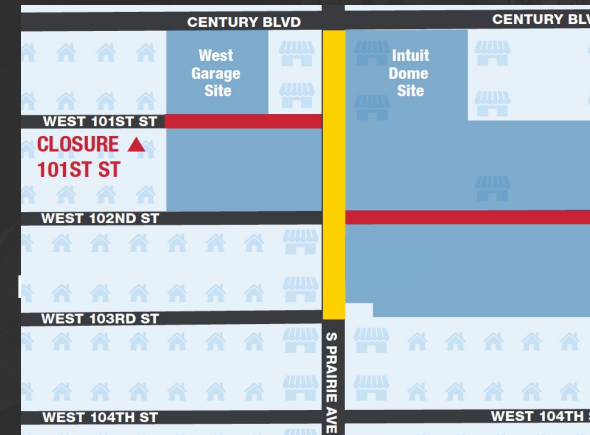 CENTURY BLVD
CENTURY BLV
West
Garage
Site
Intuit
Dome
Site
WEST 101ST ST
CLOSURE ▲
101ST ST
WEST 102ND ST
WEST 103RD ST
S PRAIRIE AVE
WEST 104TH ST
WEST 104TH S